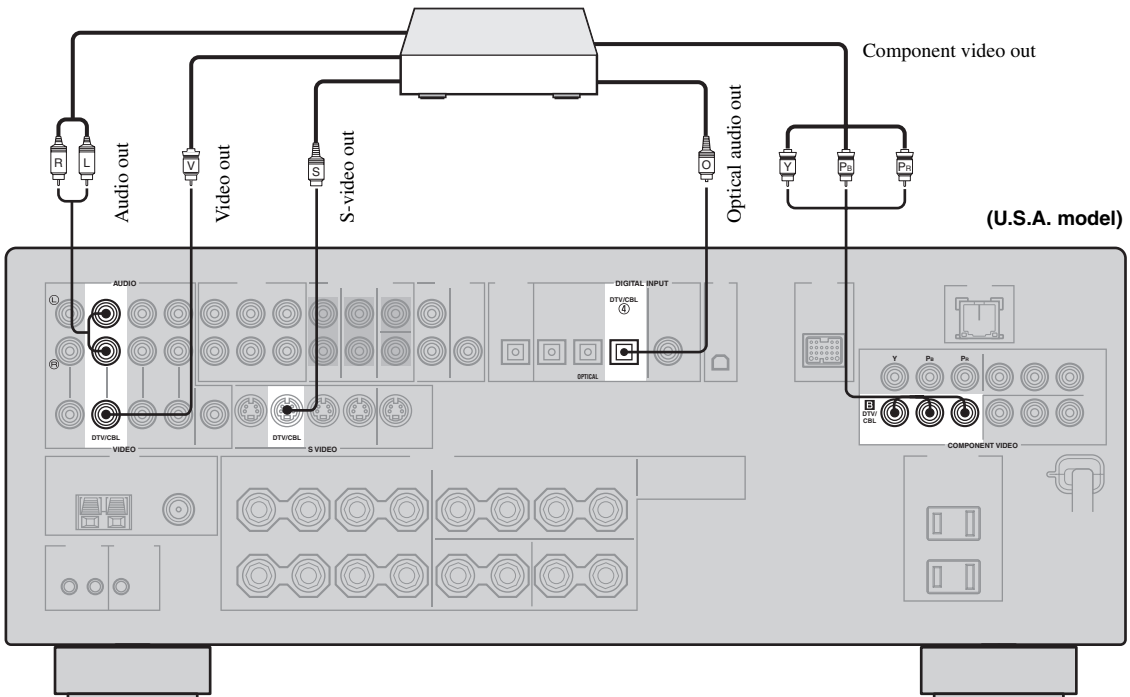 Component video out
R
L
V
S
O
Y
PB
PR
Audio out
Video out
S-video out
Optical audio out
(U.S.A. model)
AUDIO
DIGITAL INPUT
L
DTV/CBL
④
R
Y
PB
PR
OPTICAL
B
DTV/
CBL
DTV/CBL
DTV/CBL
VIDEO
S VIDEO
COMPONENT VIDEO